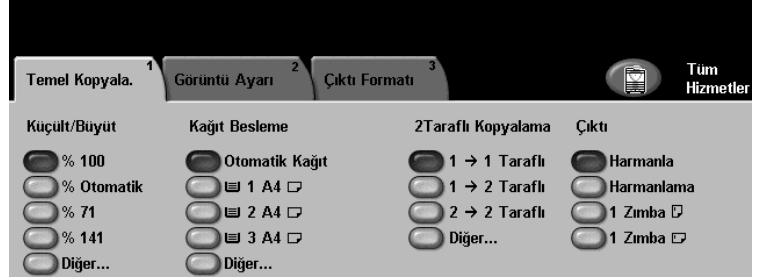 Temel Kopyala. 1
Görüntü Ayarı 2
Çıktı Formatı 3
Tüm
Hizmetler
Küçült/Büyüt
% 100
% Otomatik
% 71
% 141
Diğer...
Kağıt Besleme
Otomatik Kağıt
1 A4
2 A4
3 A4
Diğer...
2Taraflı Kopyalama
1 → 1 Taraflı
1 → 2 Taraflı
2 → 2 Taraflı
Diğer...
Çıktı
Harmanla
Harmanlama
1 Zımba
1 Zımba